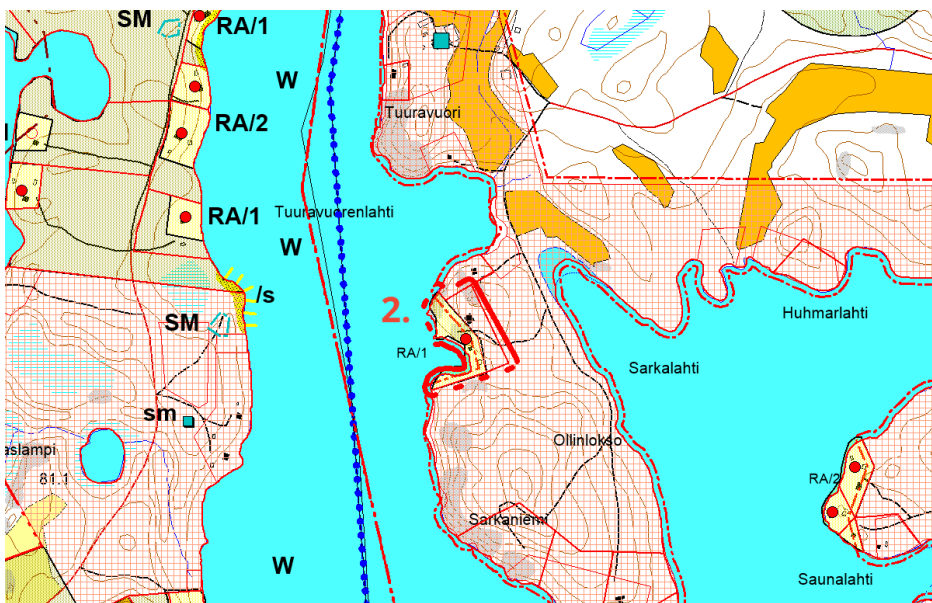 SM
RA/1
W
RA/2
Tuuravuori
RA/1
Tuuravuorenlahti
W
/s
SM
2.
RA/1
Huhmarlahti
Sarkalahti
sm
Ollinlokso
aslampi
81.1
RA/2
Sarkaniemi
W
Saunalahti